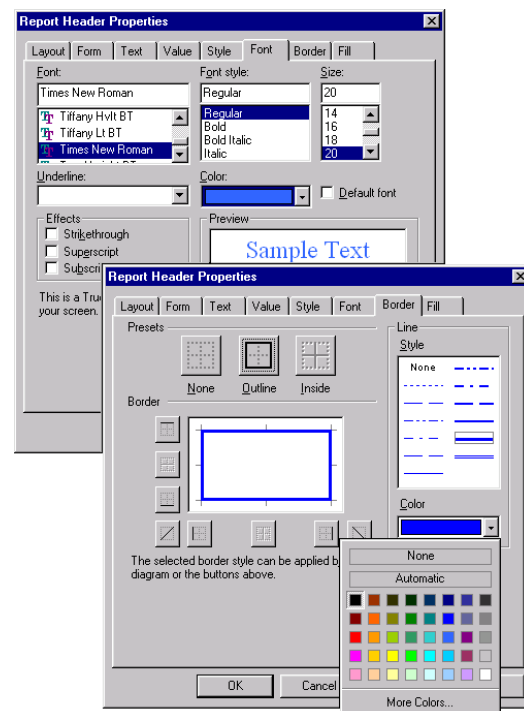 Report Header Properties
Layout Form Text Value Style Font Border Fill
Font: Font style: Size:
Times New Roman Regular 20
Tiffany Hvlt BT Regular 14
Tiffany Lt BT Bold 16
Times New Roman Bold Italic 18
Italic 20
Underline: Color:
Default font
Effects Preview
Strikethrough
Superscript Sample Text
Subscri
This is a True
your screen.
Report Header Properties
Layout Form Text Value Style Font Border Fill
Presets Line
Style
None
None Outline Inside
Border
Color
The selected border style can be applied b
diagram or the buttons above.
None
Automatic
OK Cancel
More Colors...